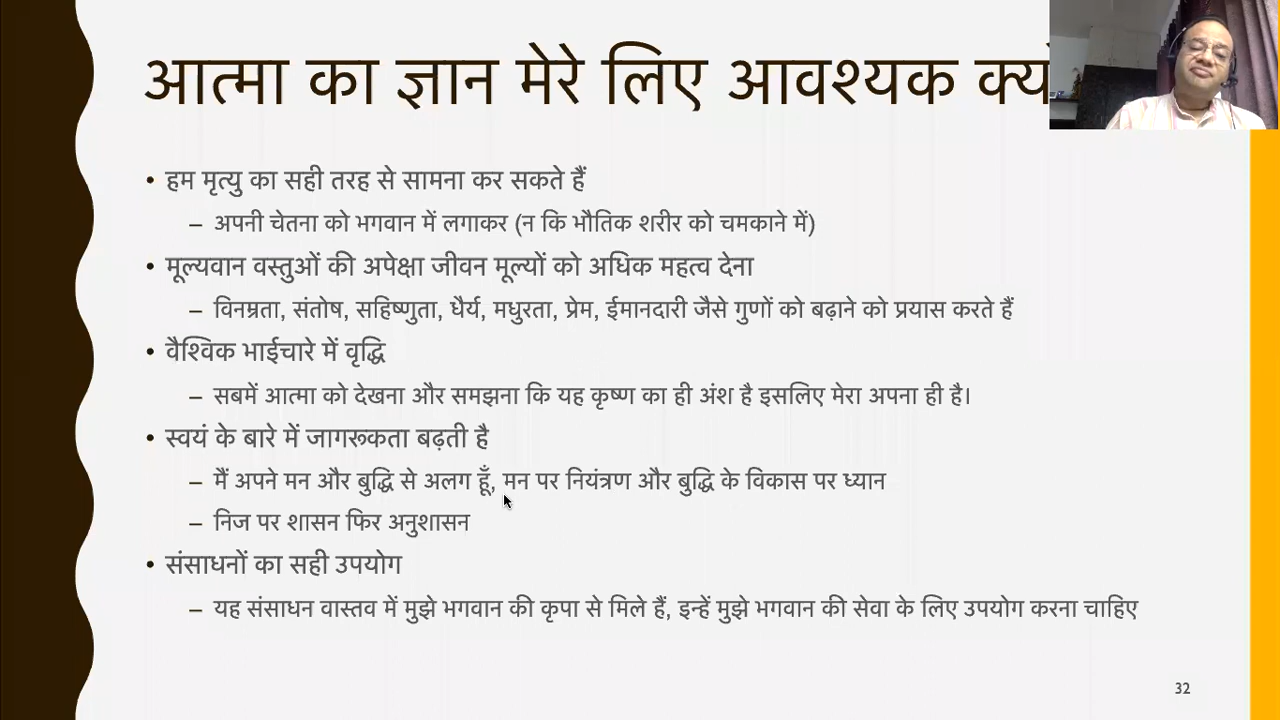 आत्मा का ज्ञान मेरे लिए आवश्यक
• हम मृत्यु का सही तरह से सामना कर सकते हैं
– अपनी चेतना को भगवान में लगाकर (न कि भौतिक शरीर को चमकाने में)
• मूल्यवान वस्तुओं की अपेक्षा जीवन मूल्यों को अधिक महत्व देना
– विनम्रता, संतोष, सहिष्णुता, धैर्य, मधुरता, प्रेम, ईमानदारी जैसे गुणों को बढ़ाने को प्रयास करते हैं
• वैश्विक भाईचारे में वृद्धि
– सबमें आत्मा को देखना और समझना कि यह कृष्ण का ही अंश है इसलिए मेरा अपना ही है।
• स्वयं के बारे में जागरूकता बढ़ती है
– मैं अपने मन और बुद्धि से अलग हूँ, मन पर नियंत्रण और बुद्धि के विकास पर ध्यान
– निज पर शासन फिर अनुशासन
• संसाधनों का सही उपयोग
– यह संसाधन वास्तव में मुझे भगवान की कृपा से मिले हैं, इन्हें मुझे भगवान की सेवा के लिए उपयोग करना चाहिए
32